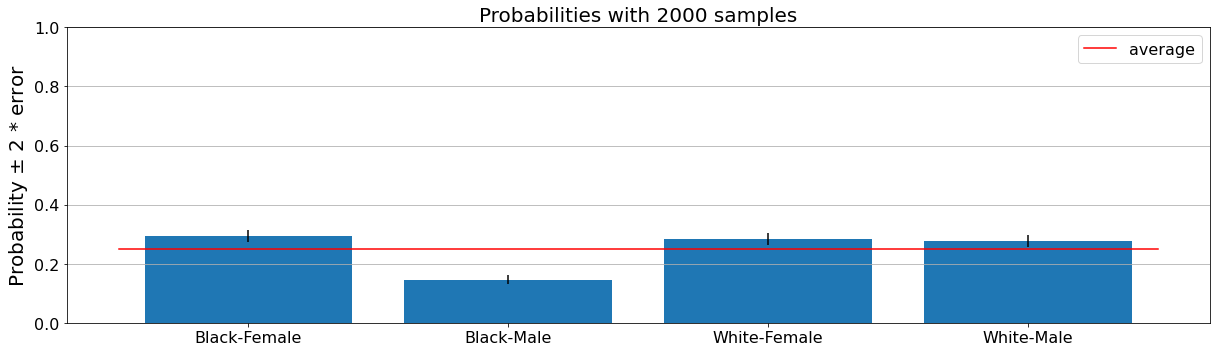 Probabilities with 2000 samples
1.0
average
0.8
0.6
0.4
0.2
0.0
Probability ± 2 * error
Black-Female
Black-Male
White-Female
White-Male